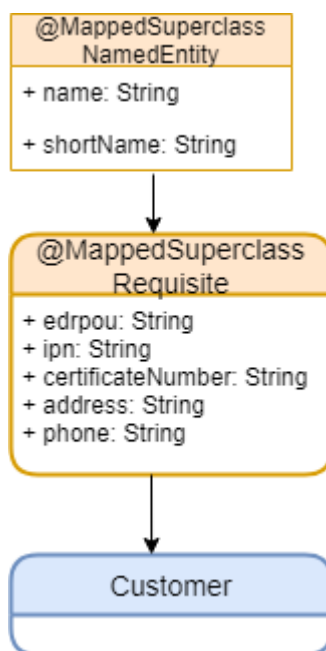 @MappedSuperclass
NamedEntity
+ name: String
+ shortName: String
@MappedSuperclass
Requisite
+ edrpou: String
+ ipn: String
+ certificateNumber: String
+ address: String
+ phone: String
Customer